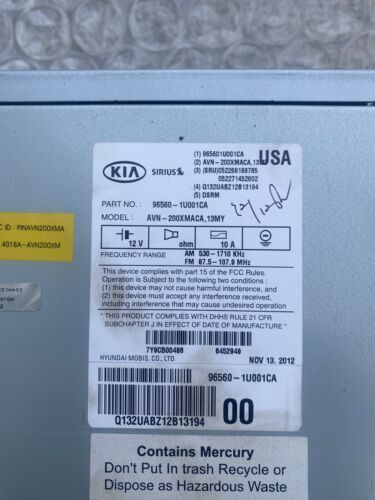 KIA SIRIUS
(1) 965601U001CA
(2) AVN-200XMACA,13MY
(3) (SRU)052268188785
052271452602
(4) Q132UABZ12B13194
(5) DSRM
USA
PART NO. : 96560-1U001CA
MODEL: AVN-200XMACA,13MY
12 V ohm 10 A
FREQUENCY RANGE AM 530-1710 KHz
FM 87.5-107.9 MHz
This device complies with part 15 of the FCC Rules.
Operation is Subject to the following two conditions:
(1) this device may not cause harmful interference, and
(2) this device must accept any interference received,
including interference that may cause undesired operation
" THIS PRODUCT COMPLIES WITH DHHS RULE 21 CFR
SUBCHAPTER J IN EFFECT OF DATE OF MANUFACTURE "
7Y9CB00486 6452949
HYUNDAI MOBIS. CO., LTD. NOV 13. 2012
96560-1U001CA
Q132UABZ12B13194
00
C ID : PINAVN200XMA
4018A-AVN200XM
Contains Mercury
Don't Put In trash Recycle or
Dispose as Hazardous Waste